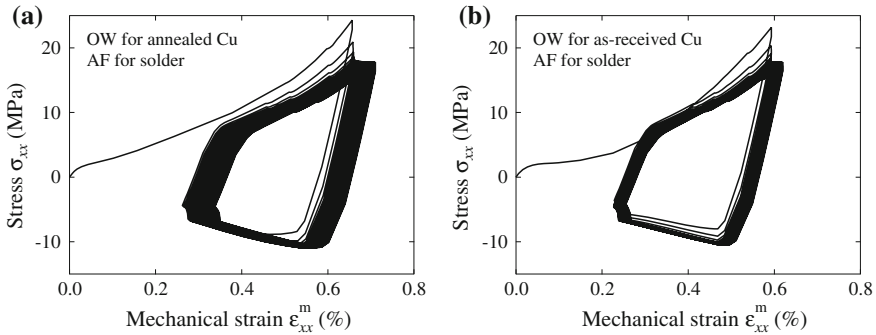 (a)
OW for annealed Cu
AF for solder
Stress σxx (MPa)
20
10
0
-10
0.0 0.2 0.4 0.6 0.8
Mechanical strain ε^m_xx (%)
(b)
OW for as-received Cu
AF for solder
Stress σxx (MPa)
20
10
0
-10
0.0 0.2 0.4 0.6 0.8
Mechanical strain ε^m_xx (%)